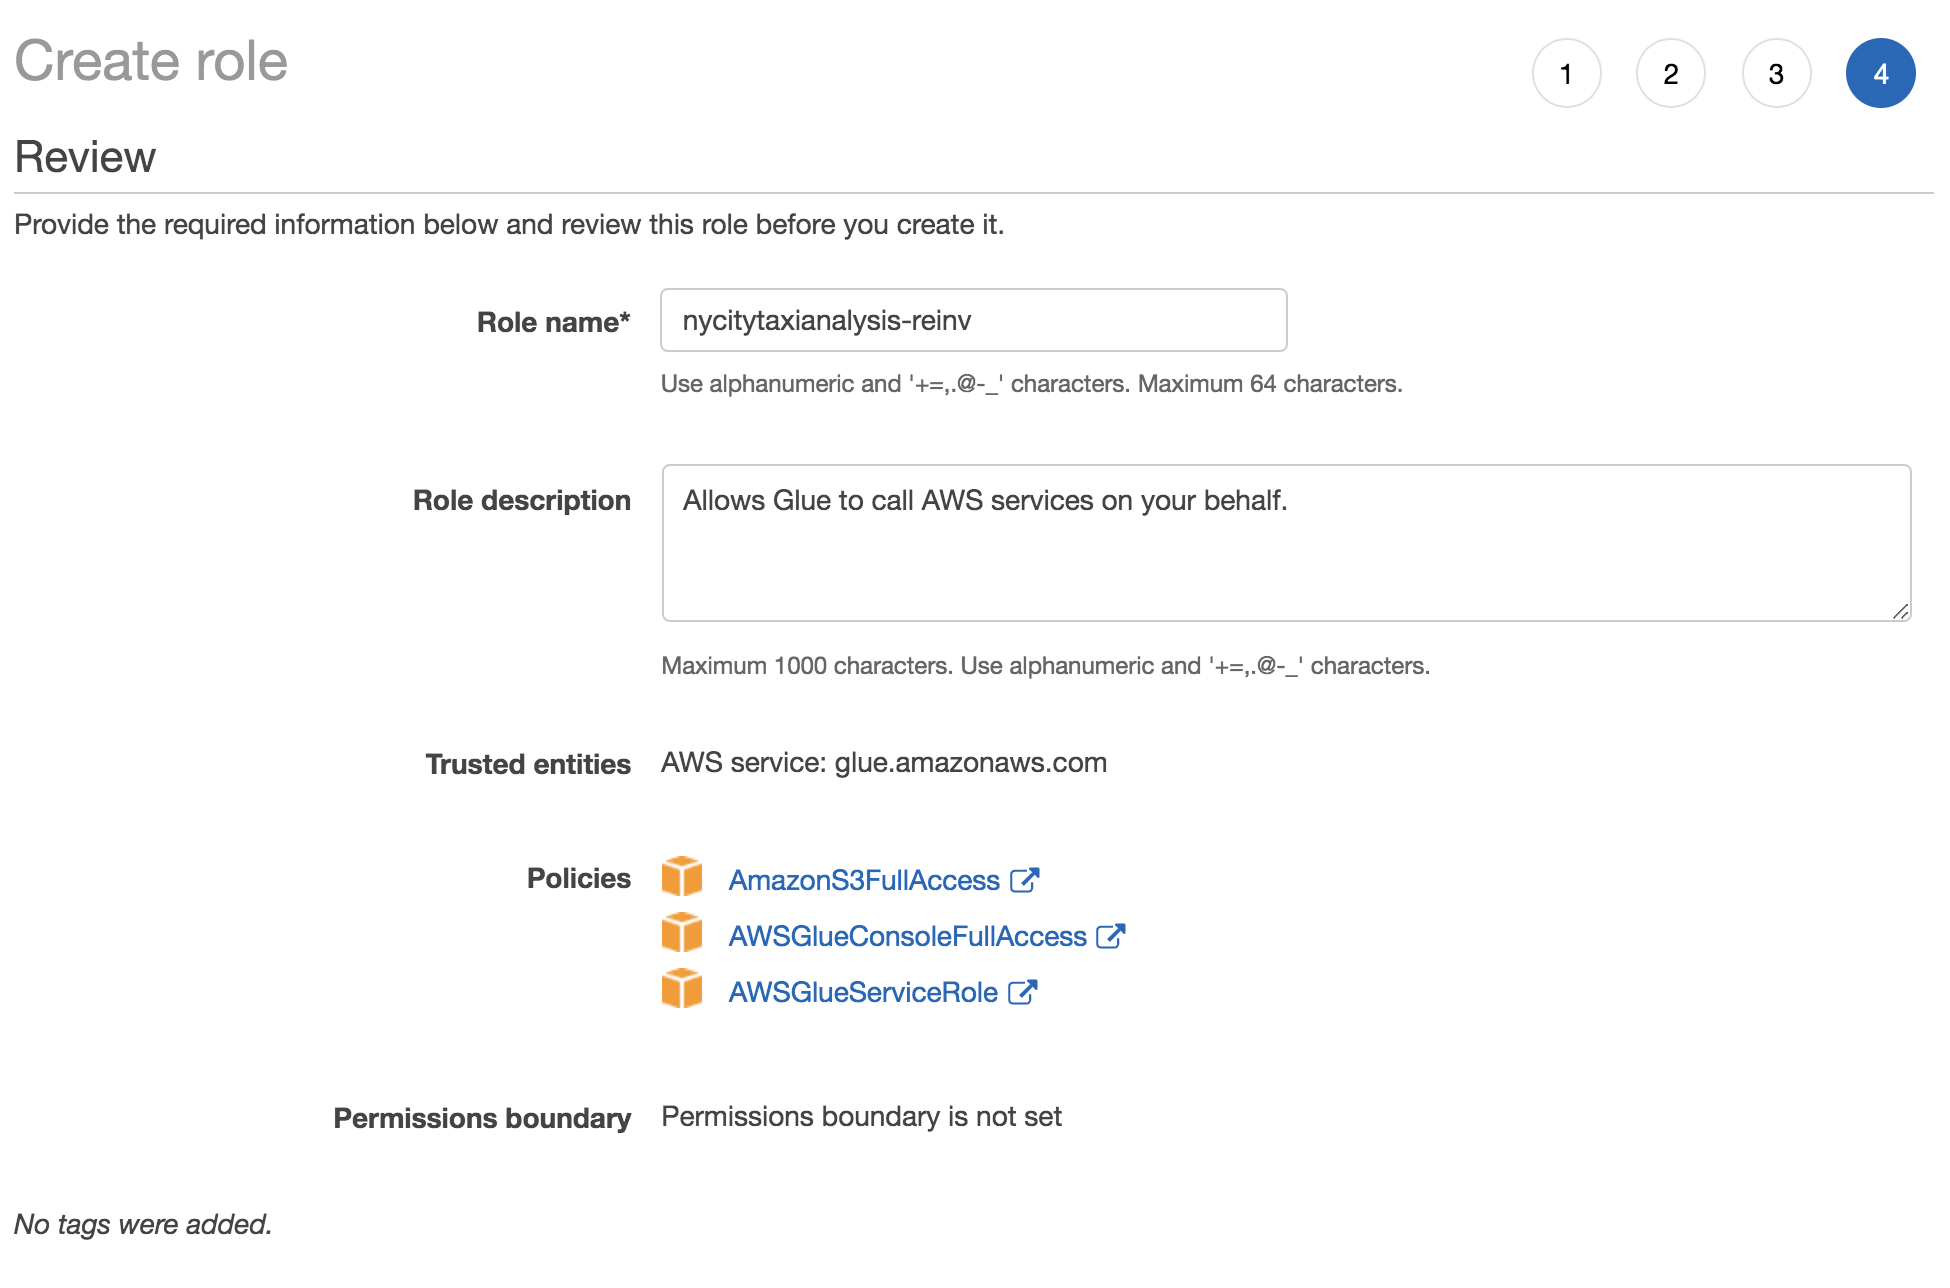 Create role
1 2 3 4
Review
Provide the required information below and review this role before you create it.
Role name* nycitytaxianalysis-reinv
Use alphanumeric and '+=,.@-_' characters. Maximum 64 characters.
Role description Allows Glue to call AWS services on your behalf.
Maximum 1000 characters. Use alphanumeric and '+=,.@-_' characters.
Trusted entities AWS service: glue.amazonaws.com
Policies AmazonS3FullAccess
AWSGlueConsoleFullAccess
AWSGlueServiceRole
Permissions boundary Permissions boundary is not set
No tags were added.